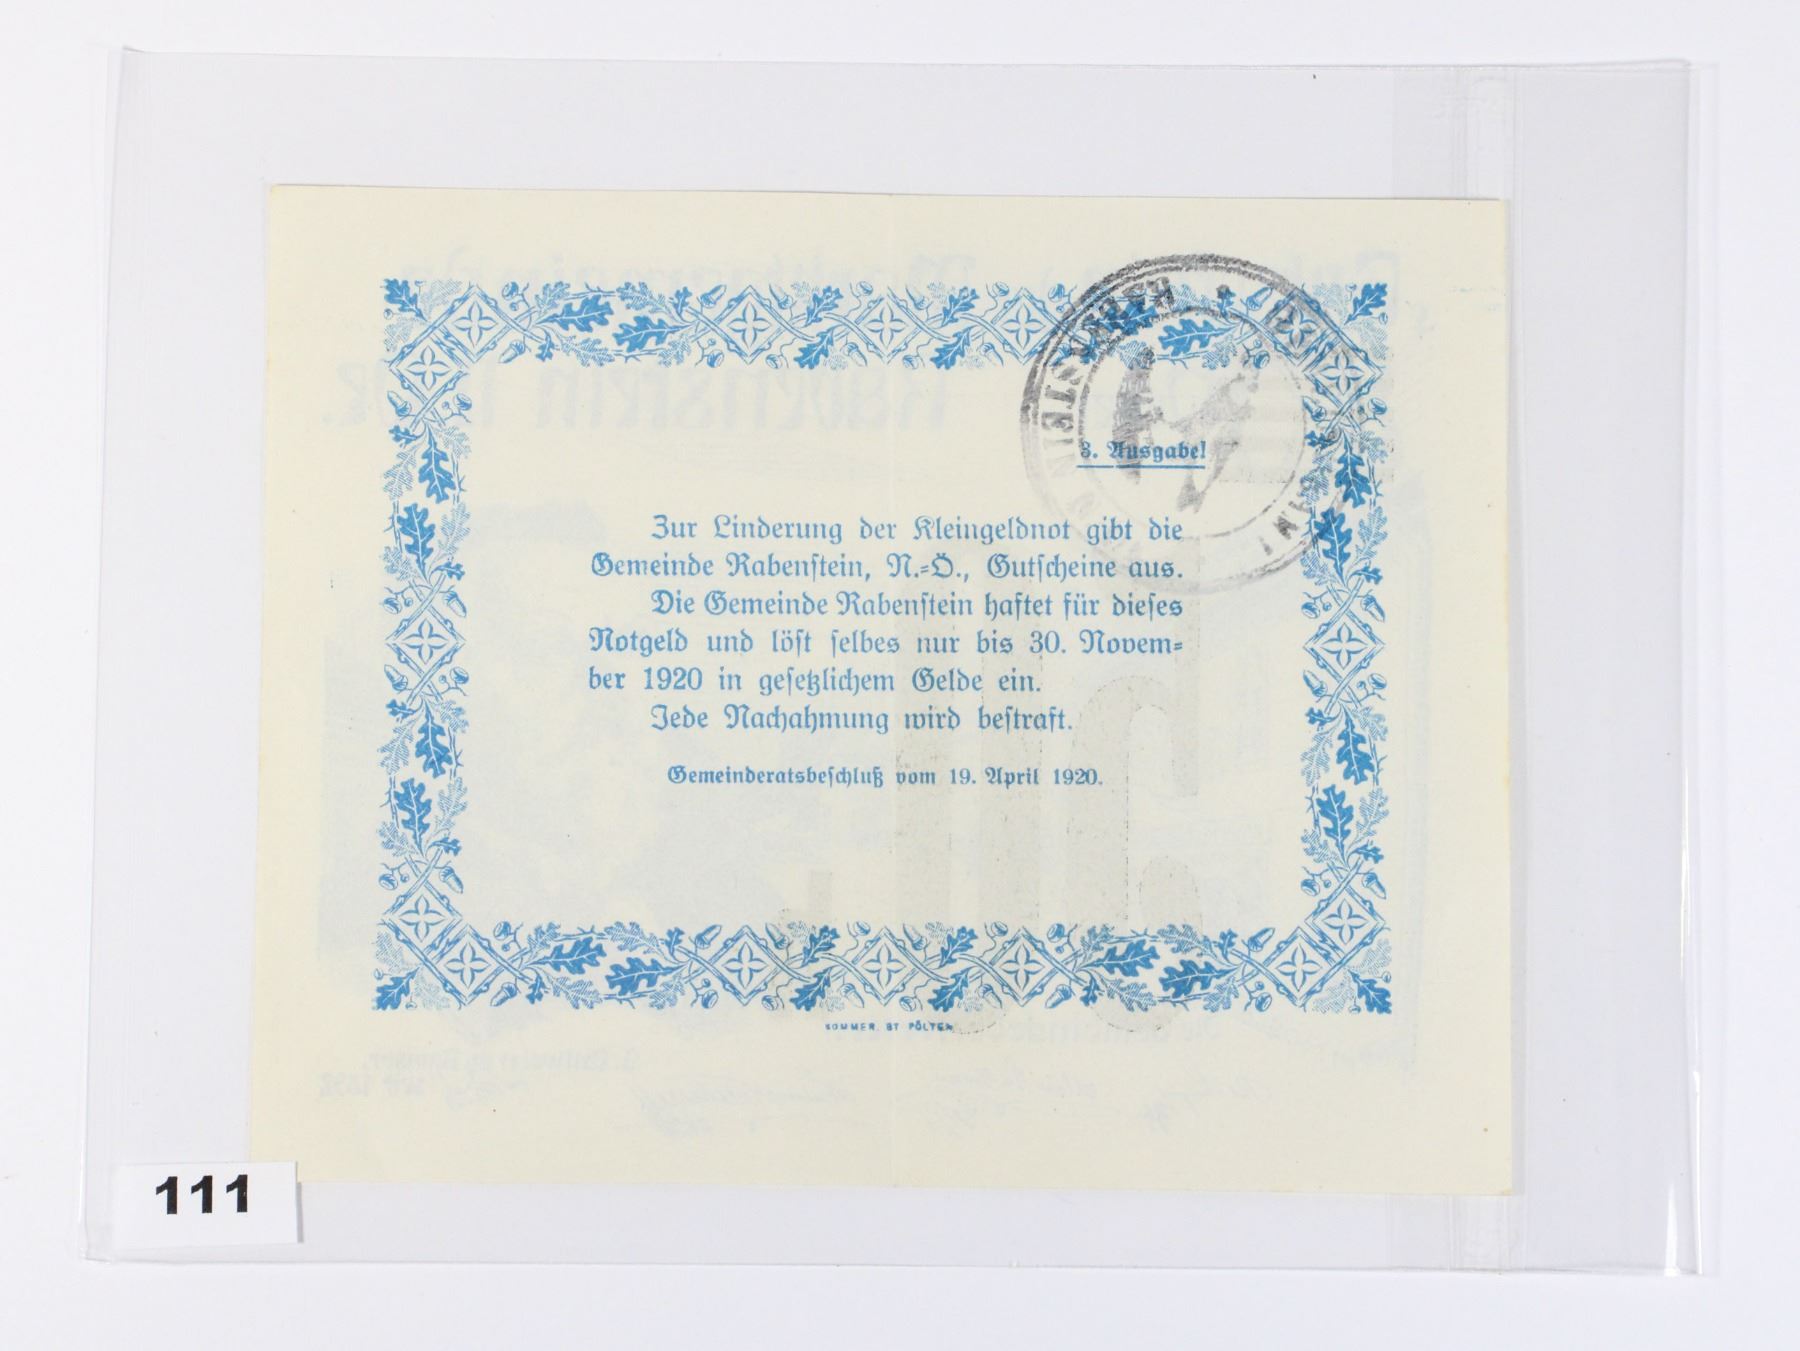 RABENSTEIN
3. Ausgabe!
Zur Linderung der Kleingeldnot gibt die
Gemeinde Rabenstein, N.=Ö., Gutscheine aus.
Die Gemeinde Rabenstein haftet für dieses
Notgeld und löst selbes nur bis 30. Novem=
ber 1920 in gesetzlichem Gelde ein.
Jede Nachahmung wird bestraft.
Gemeinderatsbeschluß vom 19. April 1920.
SOMMER. ST PÖLTEN
111